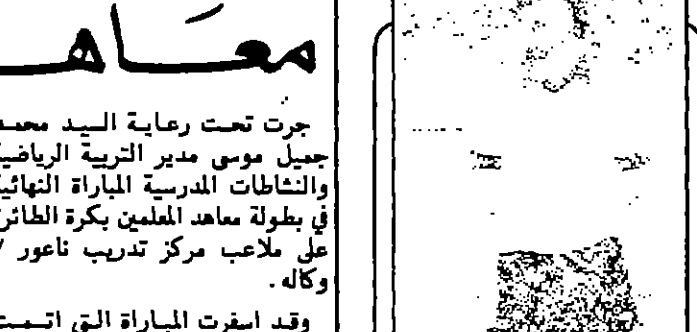 معاهـ
جرت تحت رعاية السيد محمد
جميل موسى مدير التربية الرياضية
والنشاطات المدرسية المباراة النهائية
في بطولة معاهد المعلمين بكرة الطائرة
على ملاعب مركز تدريب ناعور /
وكاله .
وقد اسفرت المباراة التي اتسمت